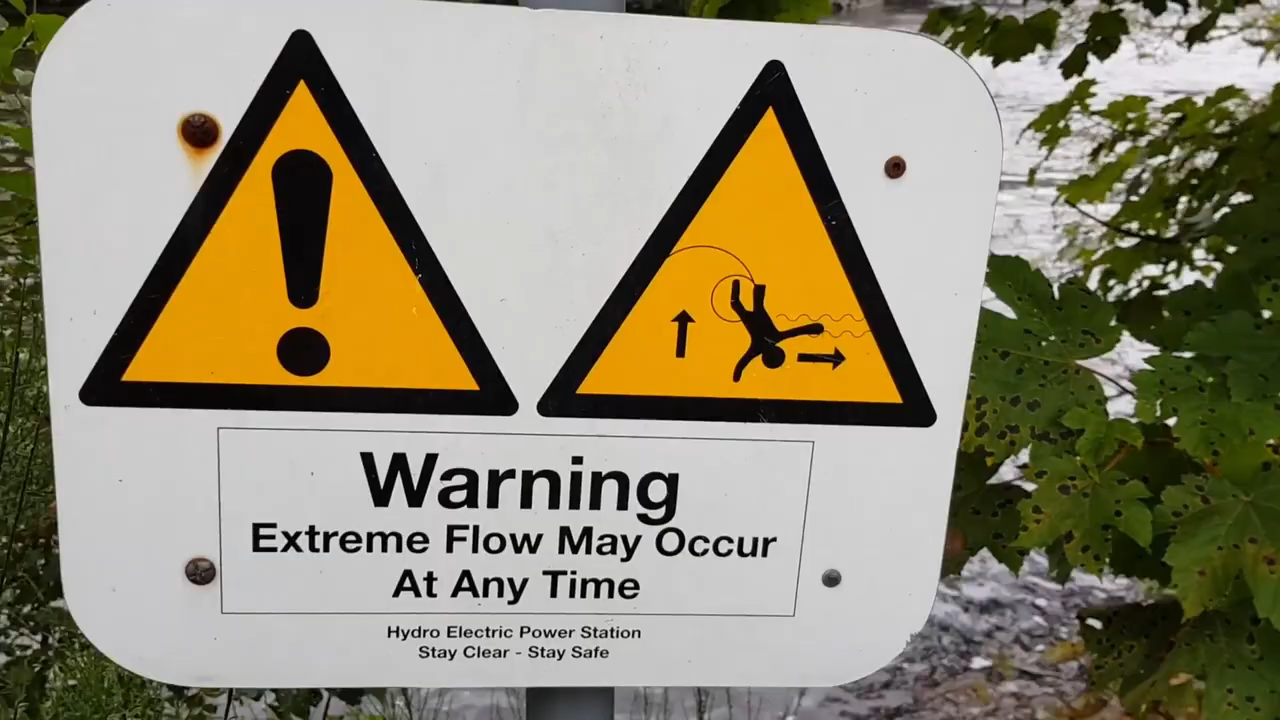 Warning
Extreme Flow May Occur
At Any Time
Hydro Electric Power Station
Stay Clear - Stay Safe